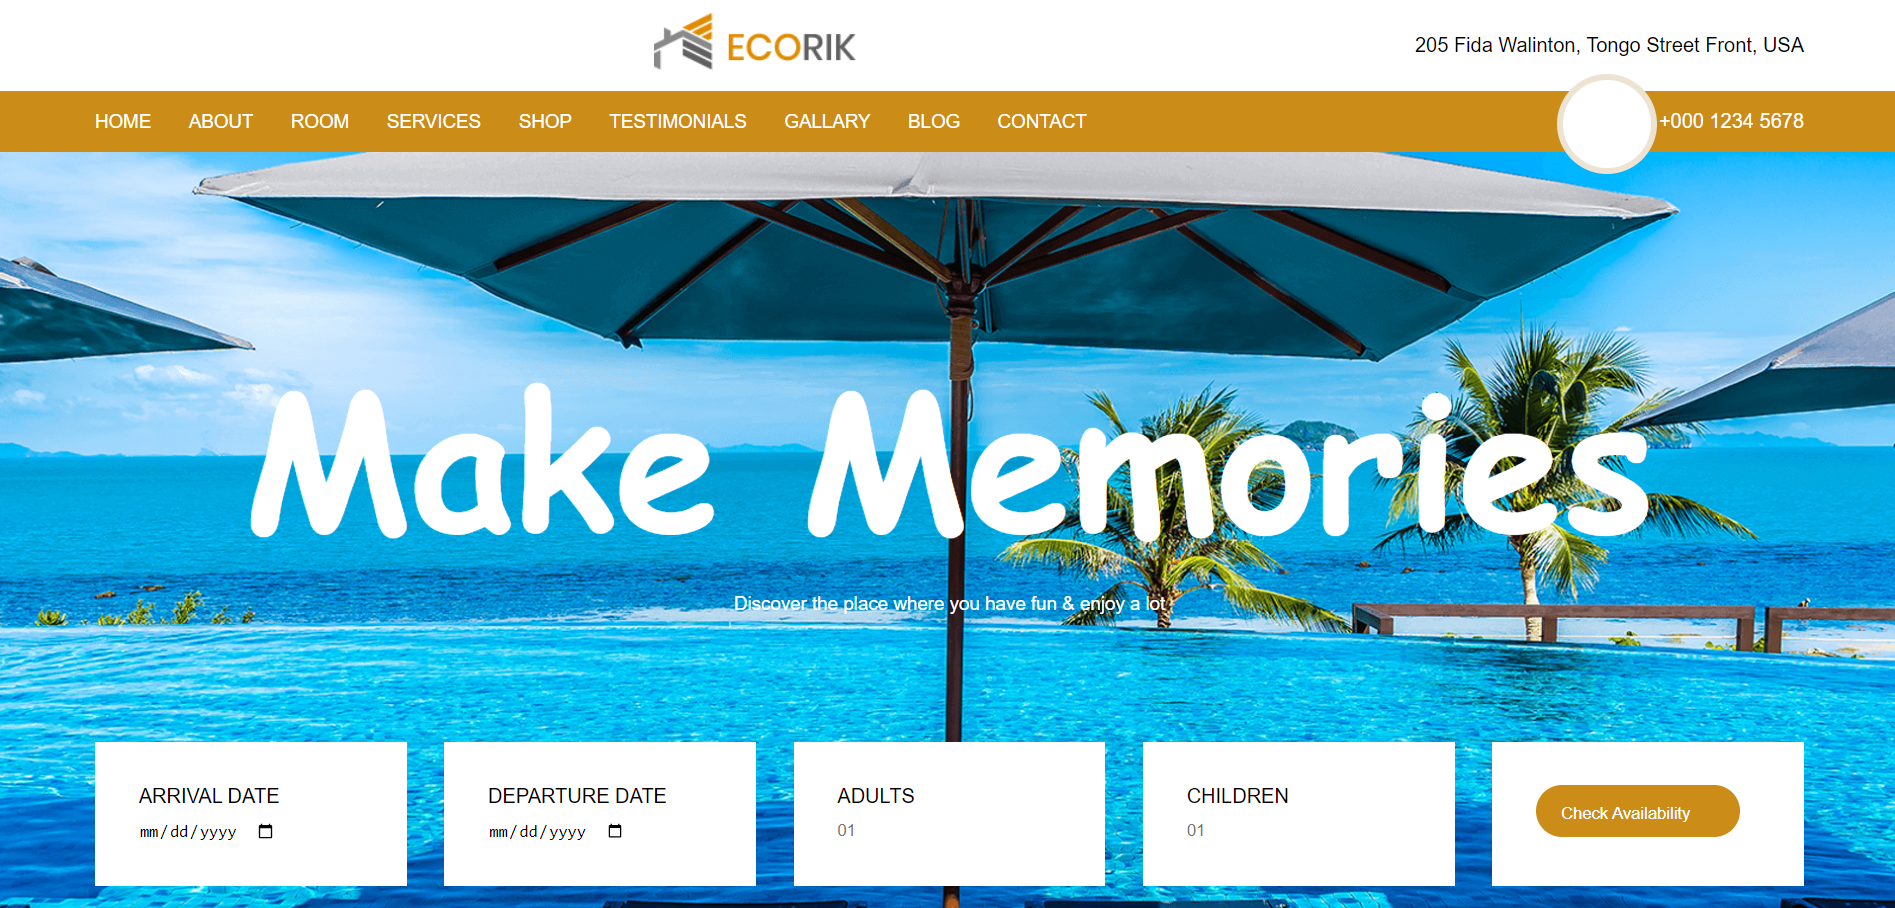 ECORIK
205 Fida Walinton, Tongo Street Front, USA
HOME ABOUT ROOM SERVICES SHOP TESTIMONIALS GALLARY BLOG CONTACT +000 1234 5678
Make Memories
Discover the place where you have fun & enjoy a lot
ARRIVAL DATE DEPARTURE DATE ADULTS CHILDREN
mm/dd/yyyy mm/dd/yyyy 01 01 Check Availability